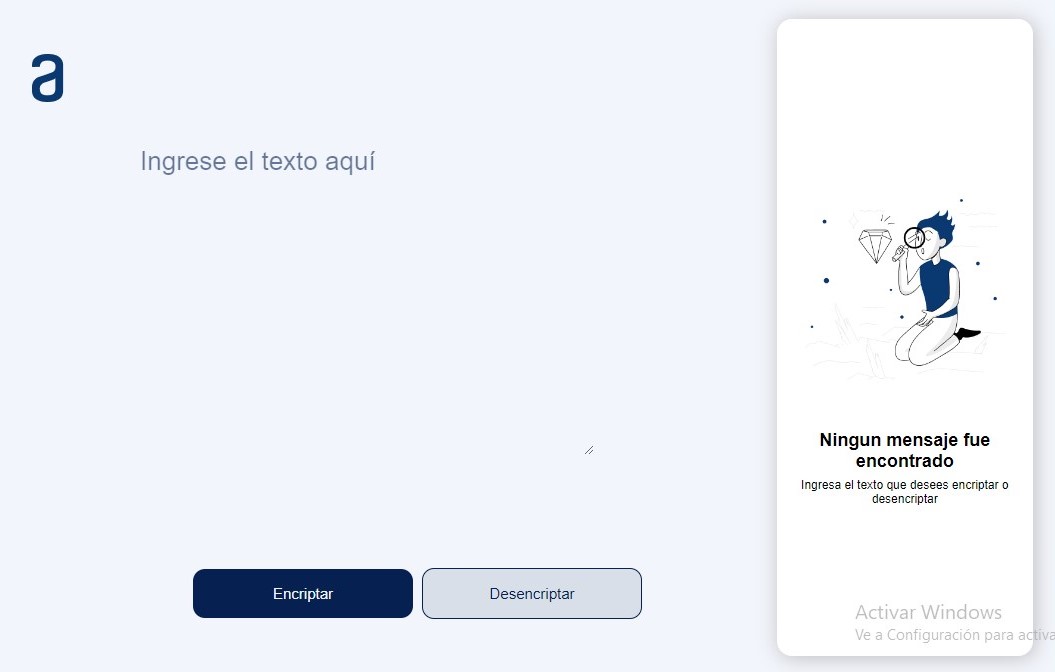 a
Ingrese el texto aquí
Ningun mensaje fue
encontrado
Ingresa el texto que desees encriptar o
desencriptar
Encriptar
Desencriptar
Activar Windows
Ve a Configuración para activa